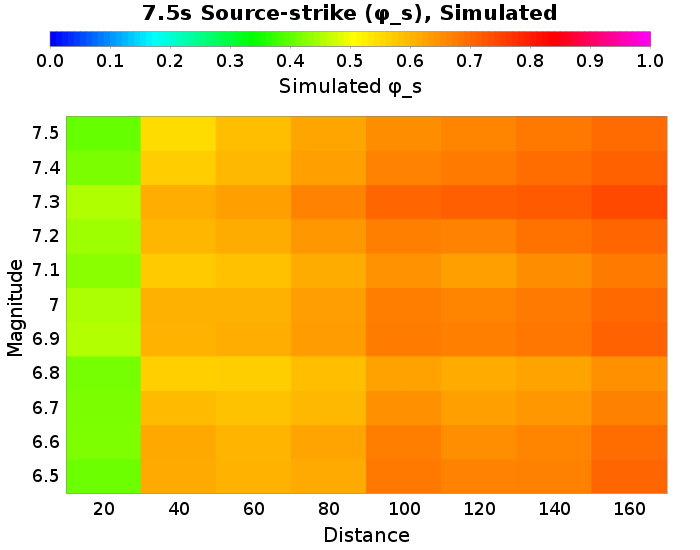 7.5s Source-strike (φ_s), Simulated
0.0 0.1 0.2 0.3 0.4 0.5 0.6 0.7 0.8 0.9 1.0
Simulated φ_s
7.5
7.4
7.3
7.2
7.1
7
6.9
6.8
6.7
6.6
6.5
Magnitude
20 40 60 80 100 120 140 160
Distance